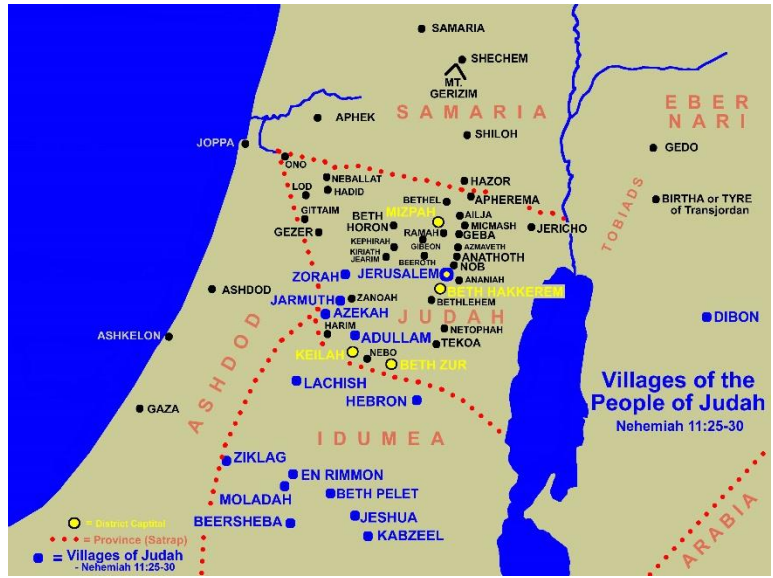 SAMARIA
SHECHEM
MT.
GERIZIM
SAMARIA
EBER
NARI
APHEK
SHILOH
JOPPA
GEDO
ONO
NEBALLAT
HAZOR
LOD
HADID
BETHEL
APHEREMA
BIRTHA or TYRE
of Transjordan
TOBIADS
GITTAIM
BETH
HORON
MIZPAH
AILJA
MICMASH
JERICHO
GEZER
RAMAH
GEBA
KEPHIRAH
GIBEON
AZMAVETH
KIRIATH
JEARIM
BEEROTH
ANATHOTH
NOB
ZORAH
JERUSALEM
ANANIAH
ASHDOD
BETH HAKKEREM
JARMUTH
ZANOAH
BETHLEHEM
AZEKAH
JUDAH
DIBON
ASHKELON
HARIM
ADULLAM
NETOPHAH
TEKOA
KEILAH
NEBO
BETH ZUR
ASHDOD
LACHISH
Villages of the
People of Judah
Nehemiah 11:25-30
HEBRON
GAZA
IDUMEA
ZIKLAG
EN RIMMON
MOLADAH
BETH PELET
BEERSHEBA
JESHUA
KABZEEL
ARABIA
= District Captital
= Province (Satrap)
= Villages of Judah
- Nehemiah 11:25-30